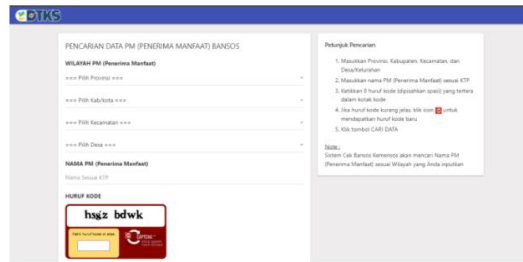 DTKS
PENCARIAN DATA PM (PENERIMA MANFAAT) BANSOS
WILAYAH PM (Penerima Manfaat)
=== Pilih Provinsi ===
=== Pilih Kab/kota ===
=== Pilih Kecamatan ===
=== Pilih Desa ===
NAMA PM (Penerima Manfaat)
Nama Sesuai KTP
HURUF KODE
hsgz bdwk
Petunjuk Pencarian
1. Masukkan Provinsi, Kabupaten, Kecamatan, dan
Desa/Kelurahan
2. Masukkan nama PM (Penerima Manfaat) sesuai KTP
3. Ketikkan 8 huruf kode (dipisahkan spasi) yang tertera
dalam kotak kode
4. Jika huruf kode kurang jelas, klik icon untuk
mendapatkan huruf kode baru
5. Klik tombol CARI DATA
Note :
Sistem Cek Bansos Kemensos akan mencari Nama PM
(Penerima Manfaat) sesuai Wilayah yang Anda inputkan